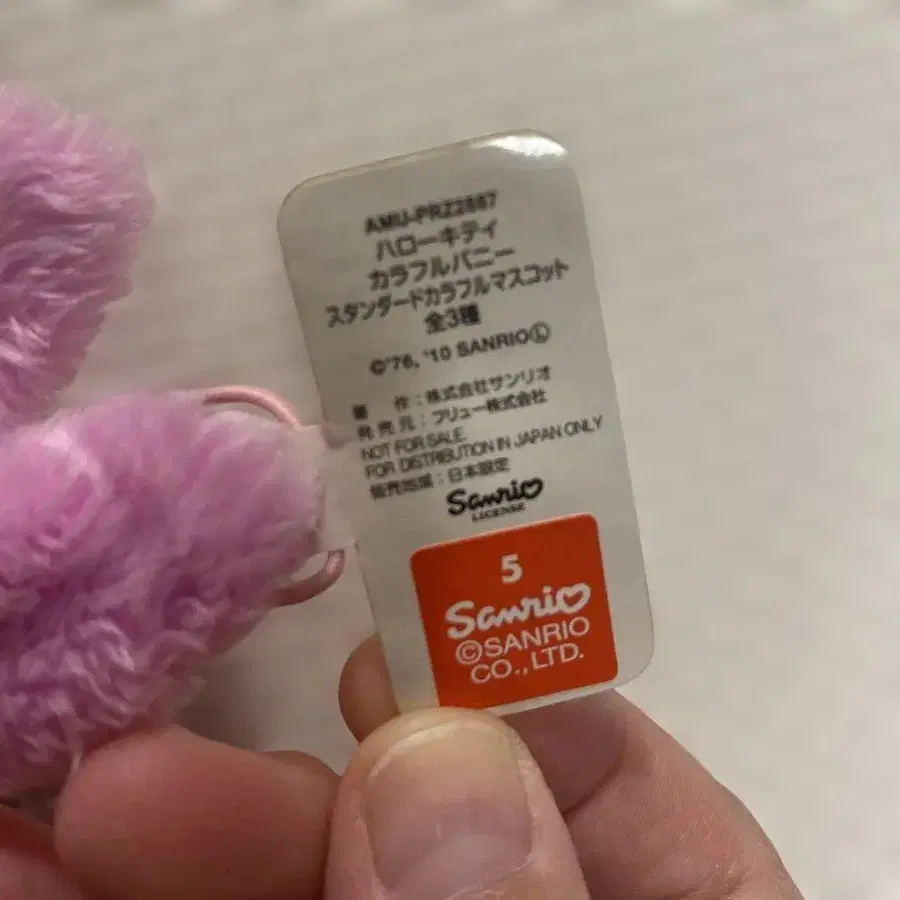 AMU-PRZ2887
ハローキティ
カラフルバニー
スタンダードカラフルマスコット
全3種
©'76, '10 SANRIOⓁ
著 作：株式会社サンリオ
発 売 元：フリュー株式会社
NOT FOR SALE.
FOR DISTRIBUTION IN JAPAN ONLY
販売地域：日本限定
Sanrio
LICENSE
5
Sanrio
©SANRIO
CO., LTD.